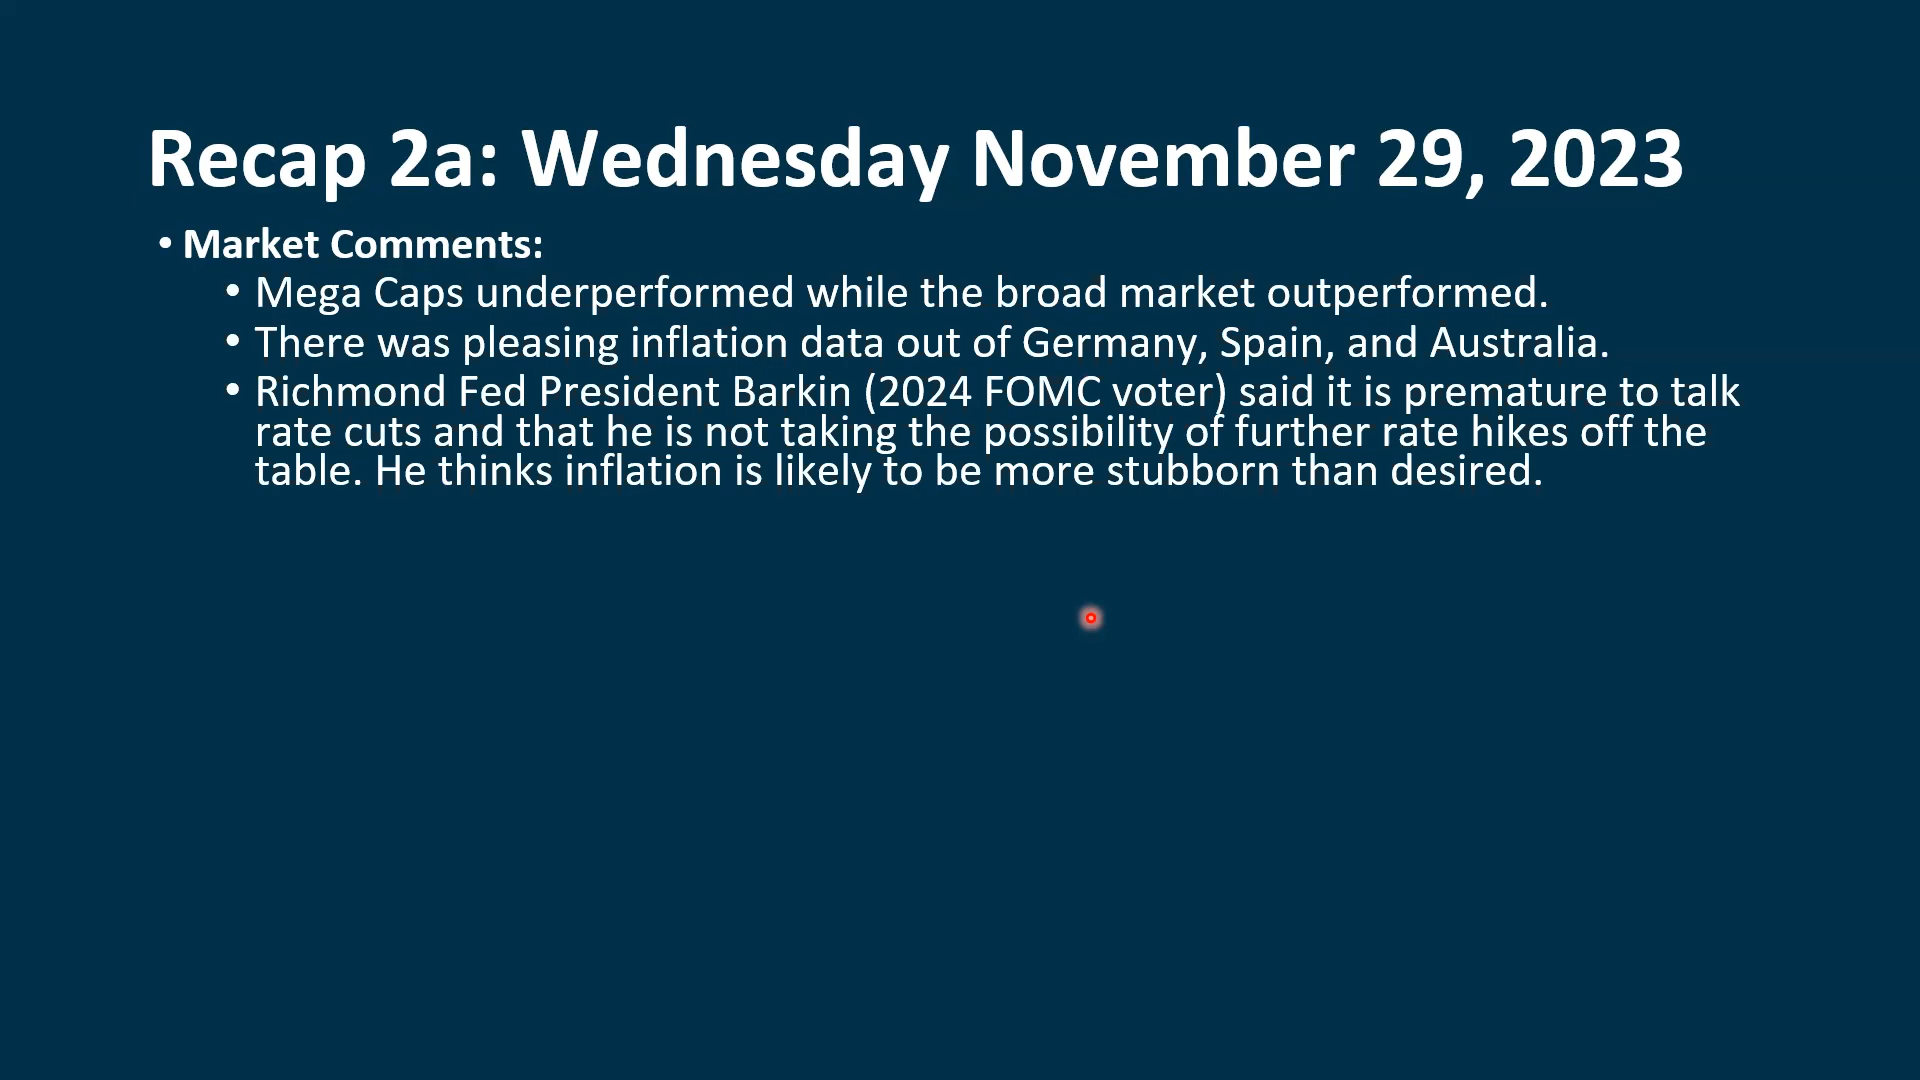 Recap 2a: Wednesday November 29, 2023
• Market Comments:
• Mega Caps underperformed while the broad market outperformed.
• There was pleasing inflation data out of Germany, Spain, and Australia.
• Richmond Fed President Barkin (2024 FOMC voter) said it is premature to talk
rate cuts and that he is not taking the possibility of further rate hikes off the
table. He thinks inflation is likely to be more stubborn than desired.